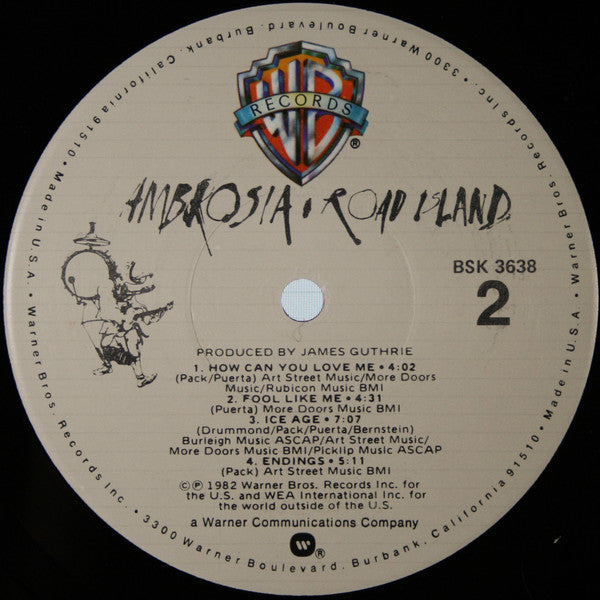 WB
RECORDS
®
AMBROSIA • ROAD ISLAND
BSK 3638
2
PRODUCED BY JAMES GUTHRIE
1. HOW CAN YOU LOVE ME • 4:02
(Pack/Puerta) Art Street Music/More Doors
Music/Rubicon Music BMI
2. FOOL LIKE ME • 4:31
(Puerta) More Doors Music BMI
3. ICE AGE • 7:07
(Drummond/Pack/Puerta/Bernstein)
Burleigh Music ASCAP/Art Street Music/
More Doors Music BMI/Picklip Music ASCAP
4. ENDINGS • 5:11
(Pack) Art Street Music BMI
©℗ 1982 Warner Bros. Records Inc. for
the U.S. and WEA International Inc. for
the world outside of the U.S.
a Warner Communications Company
W®
Warner Bros. Records Inc. • 3300 Warner Boulevard, Burbank, California 91510 • Made in U.S.A. •
Warner Bros. Records Inc. • 3300 Warner Boulevard, Burbank, California 91510 • Made in U.S.A. •